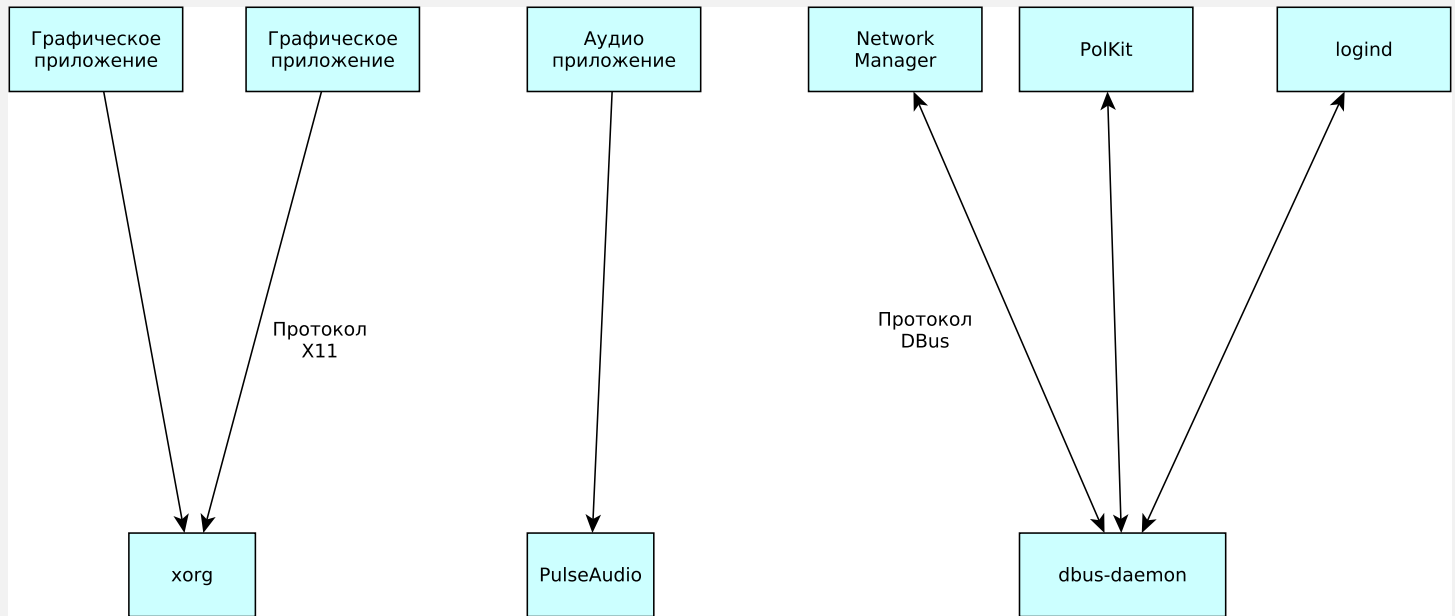 Графическое
приложение
Графическое
приложение
Аудио
приложение
Network
Manager
PolKit
logind
Протокол
X11
Протокол
DBus
xorg
PulseAudio
dbus-daemon